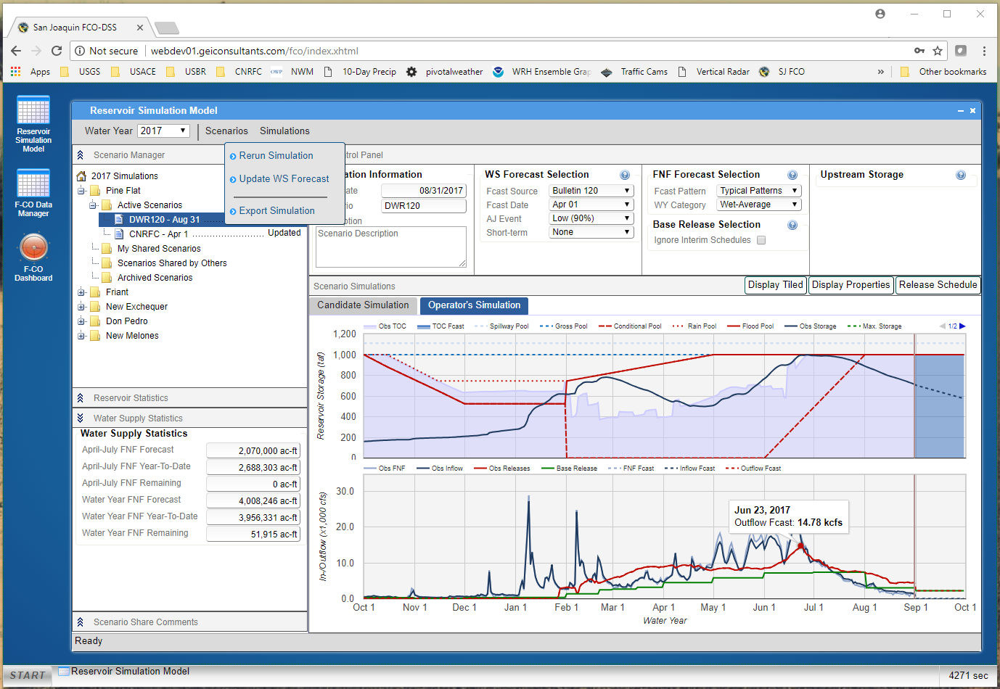 San Joaquin FCO-DSS
Not secure | webdev01.geiconsultants.com/fco/index.xhtml
Apps USGS USACE USBR CNRFC OWP NWM 10-Day Precip pivotalweather WRH Ensemble Grap Traffic Cams Vertical Radar SJ FCO » Other bookmarks
Reservoir Simulation Model
F-CO Data Manager
F-CO Dashboard
Reservoir Simulation Model
Water Year 2017 Scenarios Simulations
Scenario Manager
2017 Simulations
Pine Flat
Active Scenarios
DWR120 - Aug 31
CNRFC - Apr 1 Updated
My Shared Scenarios
Scenarios Shared by Others
Archived Scenarios
Friant
New Exchequer
Don Pedro
New Melones
Rerun Simulation
Update WS Forecast
Export Simulation
trol Panel
ation Information
ate 08/31/2017
io DWR120
ption
Scenario Description
WS Forecast Selection
Fcast Source Bulletin 120
Fcast Date Apr 01
AJ Event Low (90%)
Short-term None
FNF Forecast Selection
Fcast Pattern Typical Patterns
WY Category Wet-Average
Base Release Selection
Ignore Interim Schedules
Upstream Storage
Reservoir Statistics
Water Supply Statistics
Water Supply Statistics
April-July FNF Forecast 2,070,000 ac-ft
April-July FNF Year-To-Date 2,688,303 ac-ft
April-July FNF Remaining 0 ac-ft
Water Year FNF Forecast 4,008,246 ac-ft
Water Year FNF Year-To-Date 3,956,331 ac-ft
Water Year FNF Remaining 51,915 ac-ft
Scenario Share Comments
Scenario Simulations Display Tiled Display Properties Release Schedule
Candidate Simulation Operator's Simulation
Obs TOC TOC Fcast Spillway Pool Gross Pool Conditional Pool Rain Pool Flood Pool Obs Storage Max. Storage 1/2
Reservoir Storage (taf)
1,200
1,000
800
600
400
200
0
Obs FNF Obs Inflow Obs Releases Base Release FNF Fcast Inflow Fcast Outflow Fcast
In-/Outflow (x1,000 cfs)
30.0
20.0
10.0
0.0
Jun 23, 2017
Outflow Fcast: 14.78 kcfs
Oct 1 Nov 1 Dec 1 Jan 1 Feb 1 Mar 1 Apr 1 May 1 Jun 1 Jul 1 Aug 1 Sep 1 Oct 1
Water Year
Ready
START Reservoir Simulation Model 4271 sec